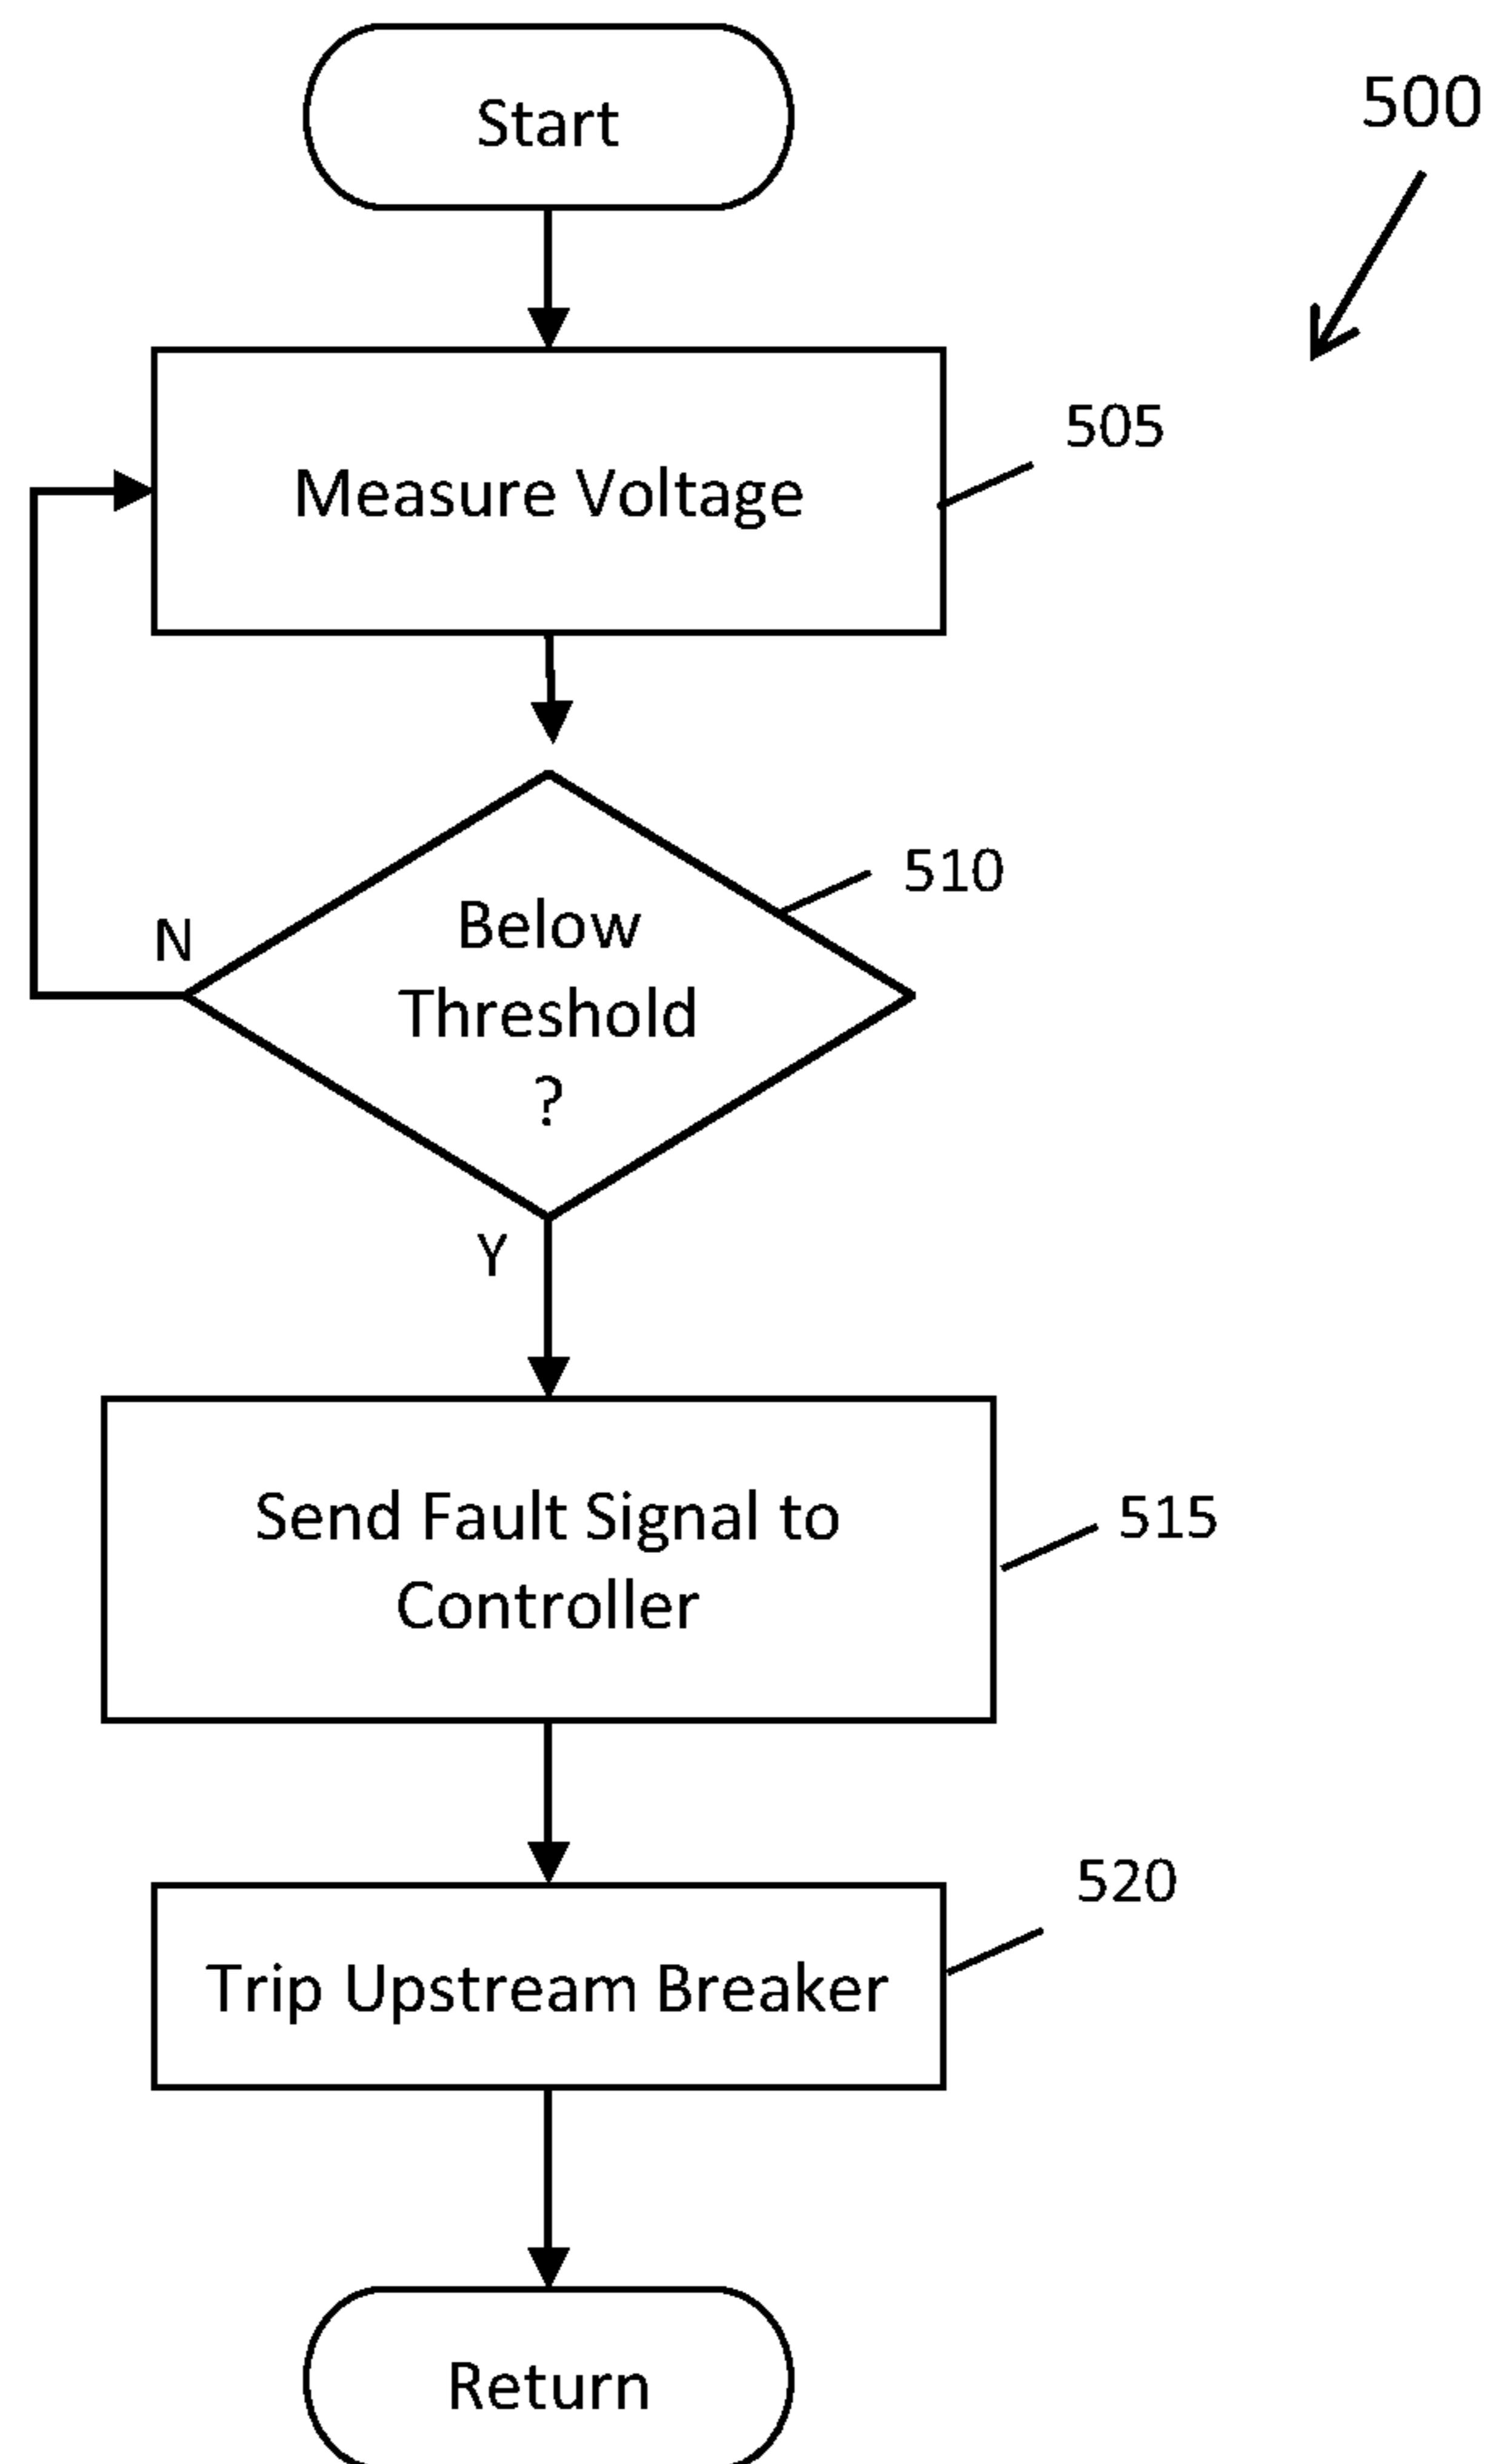 Start
500
505
Measure Voltage
510
Below
Threshold
?
N
Y
Send Fault Signal to
Controller
515
520
Trip Upstream Breaker
Return